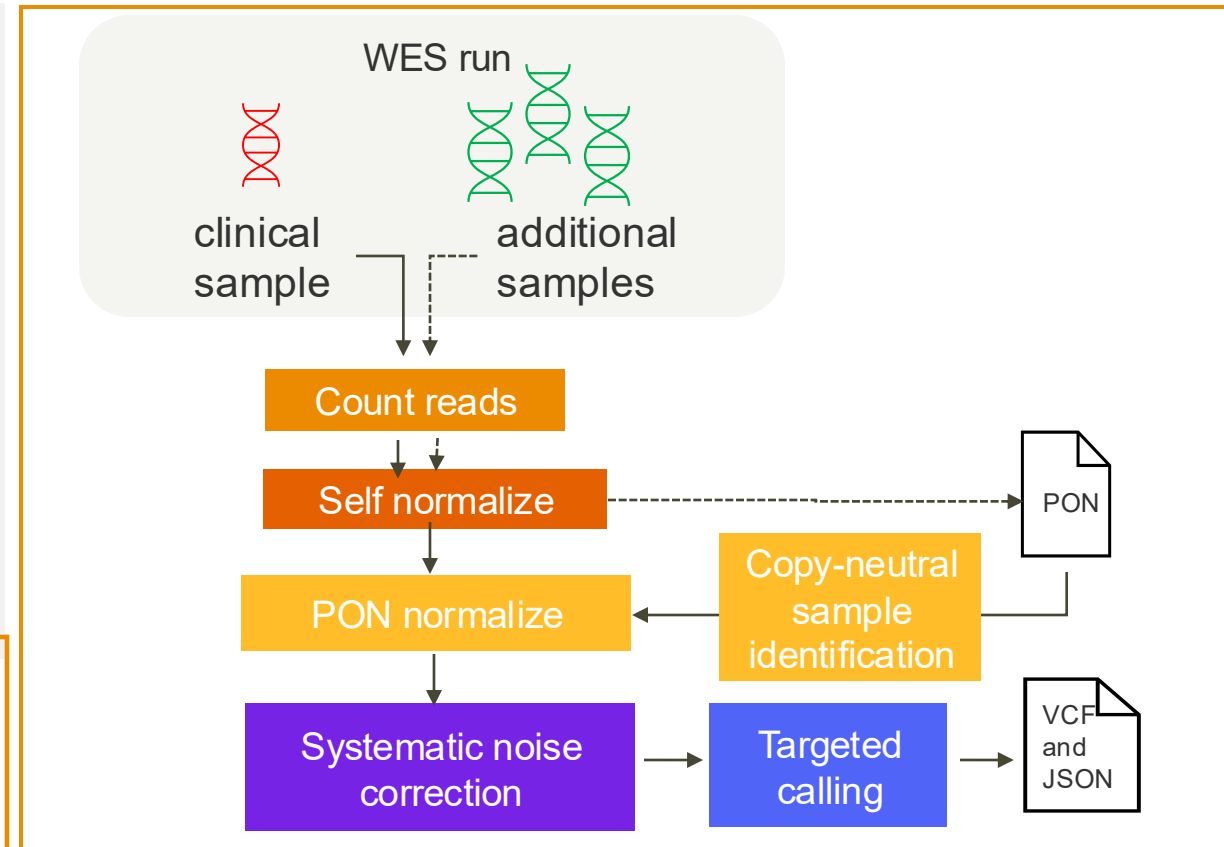 WES run
clinical
sample
additional
samples
Count reads
Self normalize
PON
Copy-neutral
sample
identification
PON normalize
Systematic noise
correction
Targeted
calling
VCF
and
JSON